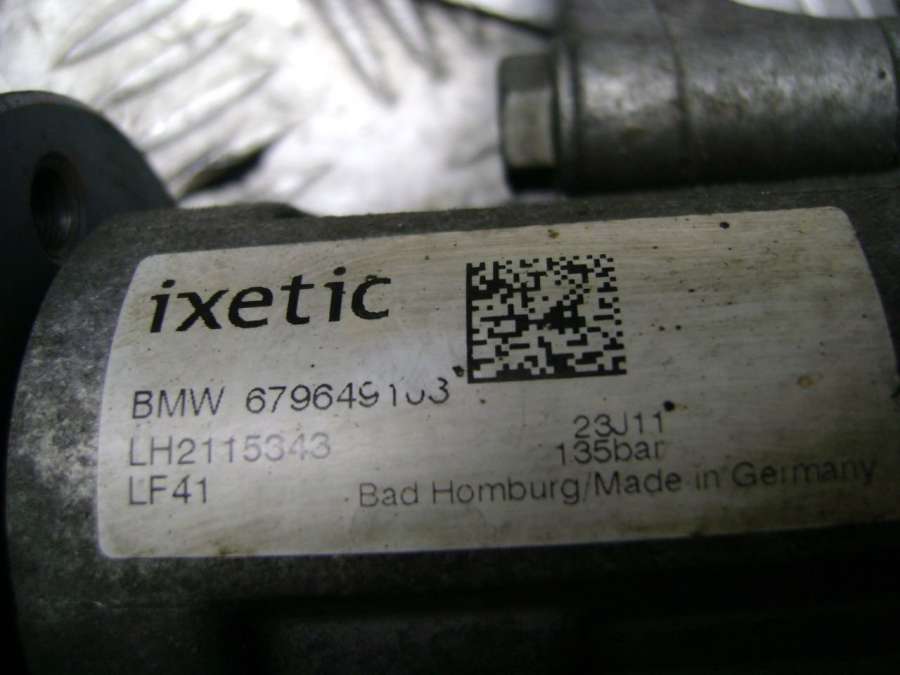 ixetic
BMW 679649103
LH2115343
23J11
135bar
LF41
Bad Homburg/Made in Germany